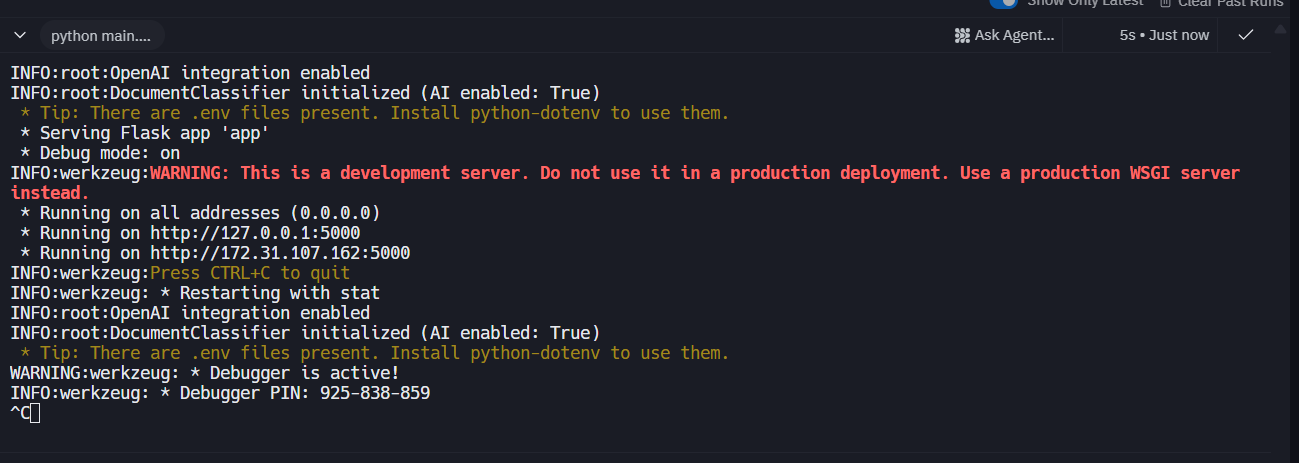 Show Only Latest Clear Past Runs
python main.... Ask Agent... 5s • Just now
INFO:root:OpenAI integration enabled
INFO:root:DocumentClassifier initialized (AI enabled: True)
 * Tip: There are .env files present. Install python-dotenv to use them.
 * Serving Flask app 'app'
 * Debug mode: on
INFO:werkzeug:WARNING: This is a development server. Do not use it in a production deployment. Use a production WSGI server
instead.
 * Running on all addresses (0.0.0.0)
 * Running on http://127.0.0.1:5000
 * Running on http://172.31.107.162:5000
INFO:werkzeug:Press CTRL+C to quit
INFO:werkzeug: * Restarting with stat
INFO:root:OpenAI integration enabled
INFO:root:DocumentClassifier initialized (AI enabled: True)
 * Tip: There are .env files present. Install python-dotenv to use them.
WARNING:werkzeug: * Debugger is active!
INFO:werkzeug: * Debugger PIN: 925-838-859
^C